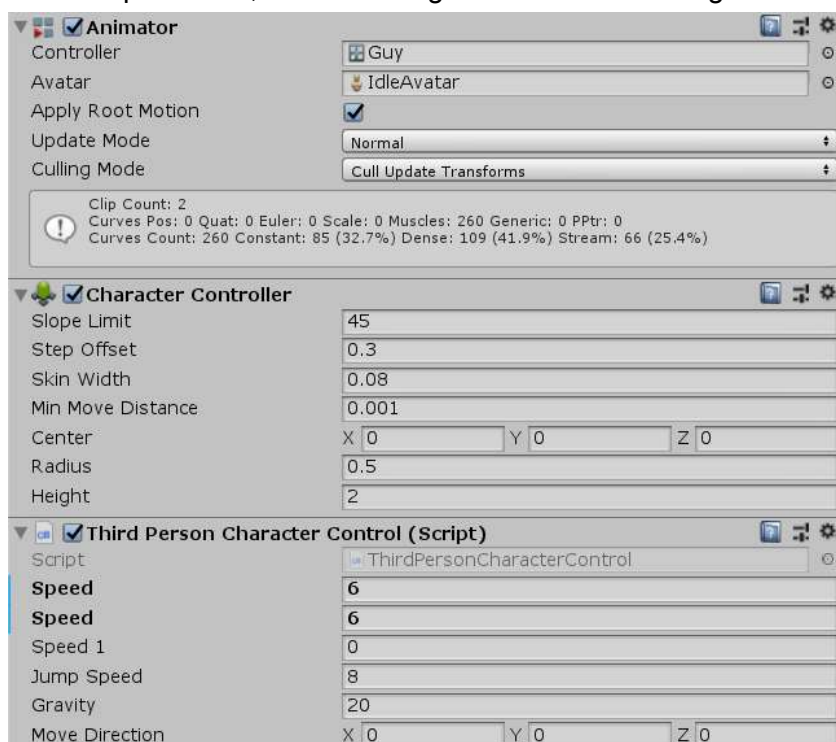 Animator
Controller Guy
Avatar IdleAvatar
Apply Root Motion
Update Mode Normal
Culling Mode Cull Update Transforms
Clip Count: 2
Curves Pos: 0 Quat: 0 Euler: 0 Scale: 0 Muscles: 260 Generic: 0 PPtr: 0
Curves Count: 260 Constant: 85 (32.7%) Dense: 109 (41.9%) Stream: 66 (25.4%)
Character Controller
Slope Limit 45
Step Offset 0.3
Skin Width 0.08
Min Move Distance 0.001
Center X 0 Y 0 Z 0
Radius 0.5
Height 2
Third Person Character Control (Script)
Script ThirdPersonCharacterControl
Speed 6
Speed 6
Speed 1 0
Jump Speed 8
Gravity 20
Move Direction X 0 Y 0 Z 0